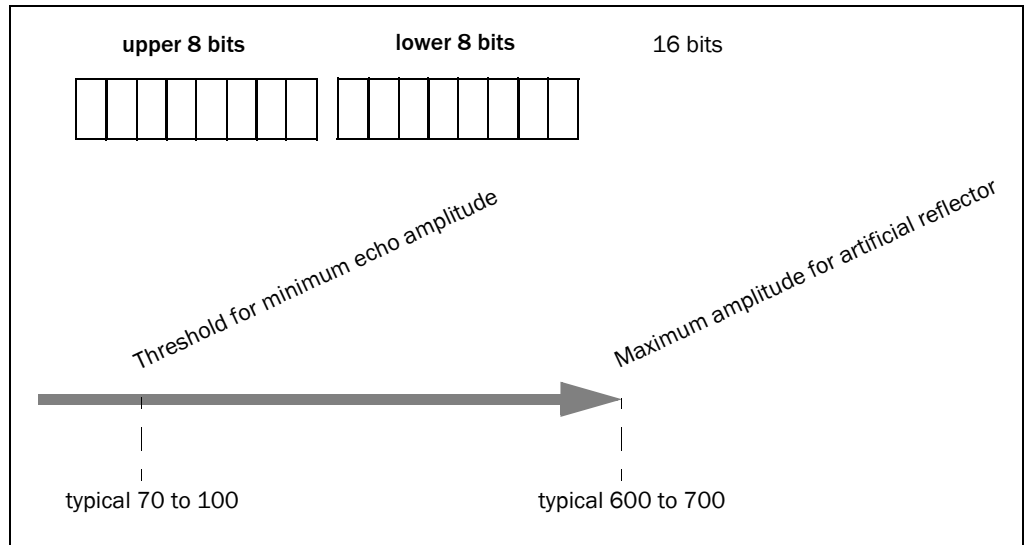 upper 8 bits
lower 8 bits
16 bits
Threshold for minimum echo amplitude
Maximum amplitude for artificial reflector
typical 70 to 100
typical 600 to 700